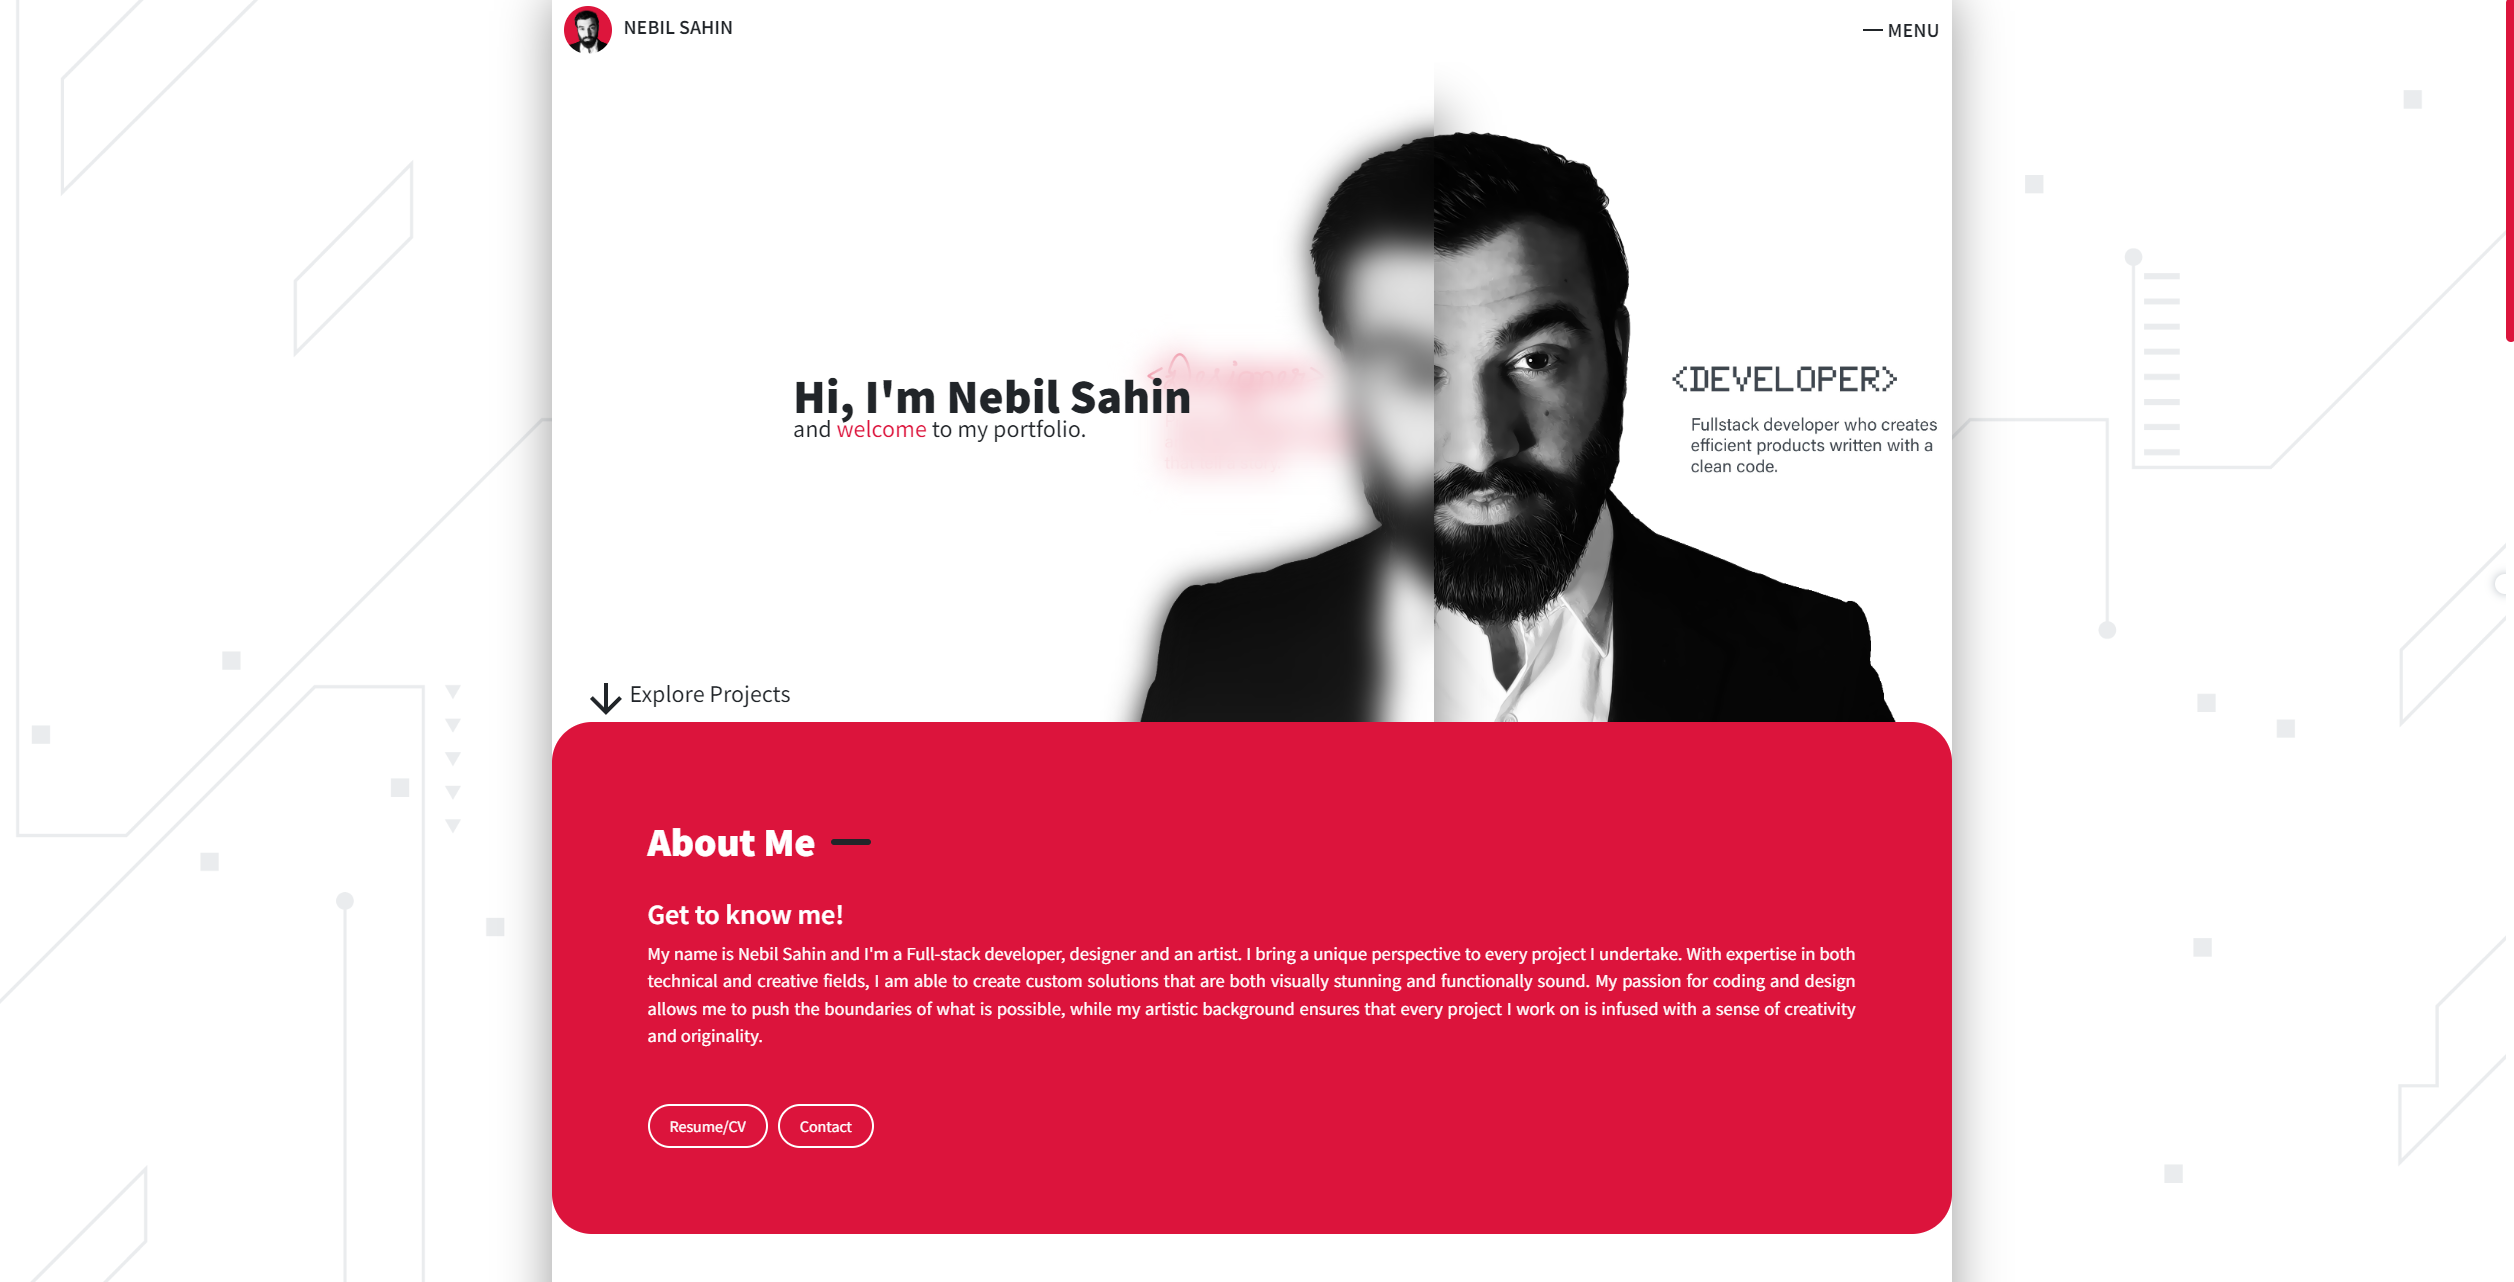 NEBIL SAHIN
MENU
<Designer>
Hi, I'm Nebil Sahin
and welcome to my portfolio.
<DEVELOPER>
Fullstack developer who creates
efficient products written with a
clean code.
Explore Projects
About Me
Get to know me!
My name is Nebil Sahin and I'm a Full-stack developer, designer and an artist. I bring a unique perspective to every project I undertake. With expertise in both
technical and creative fields, I am able to create custom solutions that are both visually stunning and functionally sound. My passion for coding and design
allows me to push the boundaries of what is possible, while my artistic background ensures that every project I work on is infused with a sense of creativity
and originality.
Resume/CV
Contact